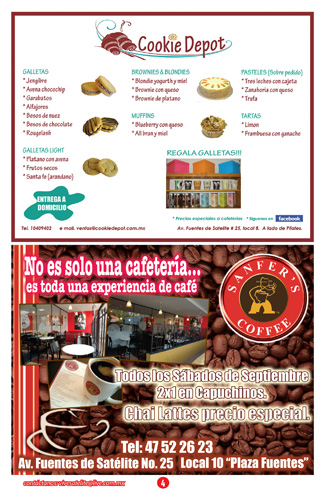 Cookie Depot
GALLETAS
* Jengibre
* Avena chocochip
* Garabatos
* Alfajores
* Besos de nuez
* Besos de chocolate
* Rougelash
GALLETAS LIGHT
* Platano con avena
* Frutos secos
* Santa fe (arandano)
ENTREGA A
DOMICILIO
BROWNIES & BLONDIES
* Blondie yogurth y miel
* Brownie con queso
* Brownie de platano
MUFFINS
* Blueberry con queso
* All iran y miel
PASTELES (Sobre pedido)
* Tres leches con cajeta
* Zanahoria con queso
* Trufa
TARTAS
* Limon
* Frambuesa con ganache
REGALA GALLETAS!!!
* Precios especiales a cafeterías * Siguenos en facebook
Tel. 15409402 e mail. ventas@cookiedepot.com.mx Av. Fuentes de Satelite # 25, local B. A lado de Pilates.
No es solo una cafetería...
es toda una experiencia de café
SANFER'S
COFFEE
Todos los Sábados de Septiembre
2x1 en Capuchinos.
Chai Lattes precio especial.
Tel: 47 52 26 23
Av. Fuentes de Satélite No. 25 Local 10 "Plaza Fuentes"
4